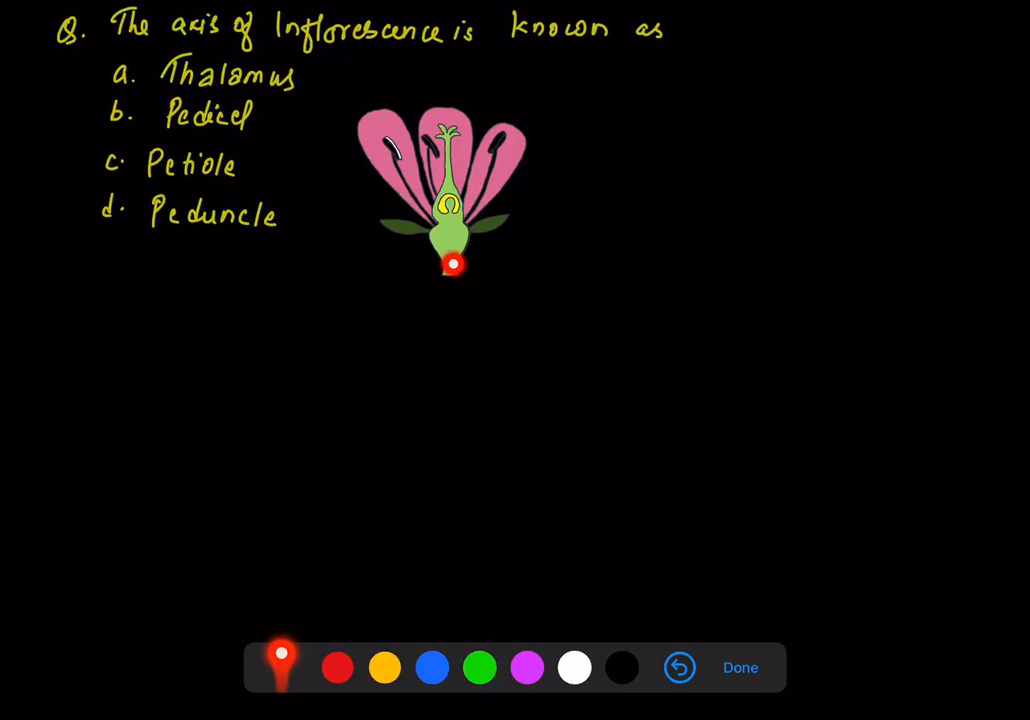 Q. The axis of Inflorescence is known as
a. Thalamus
b. Pedicel
c. Petiole
d. Peduncle
Done